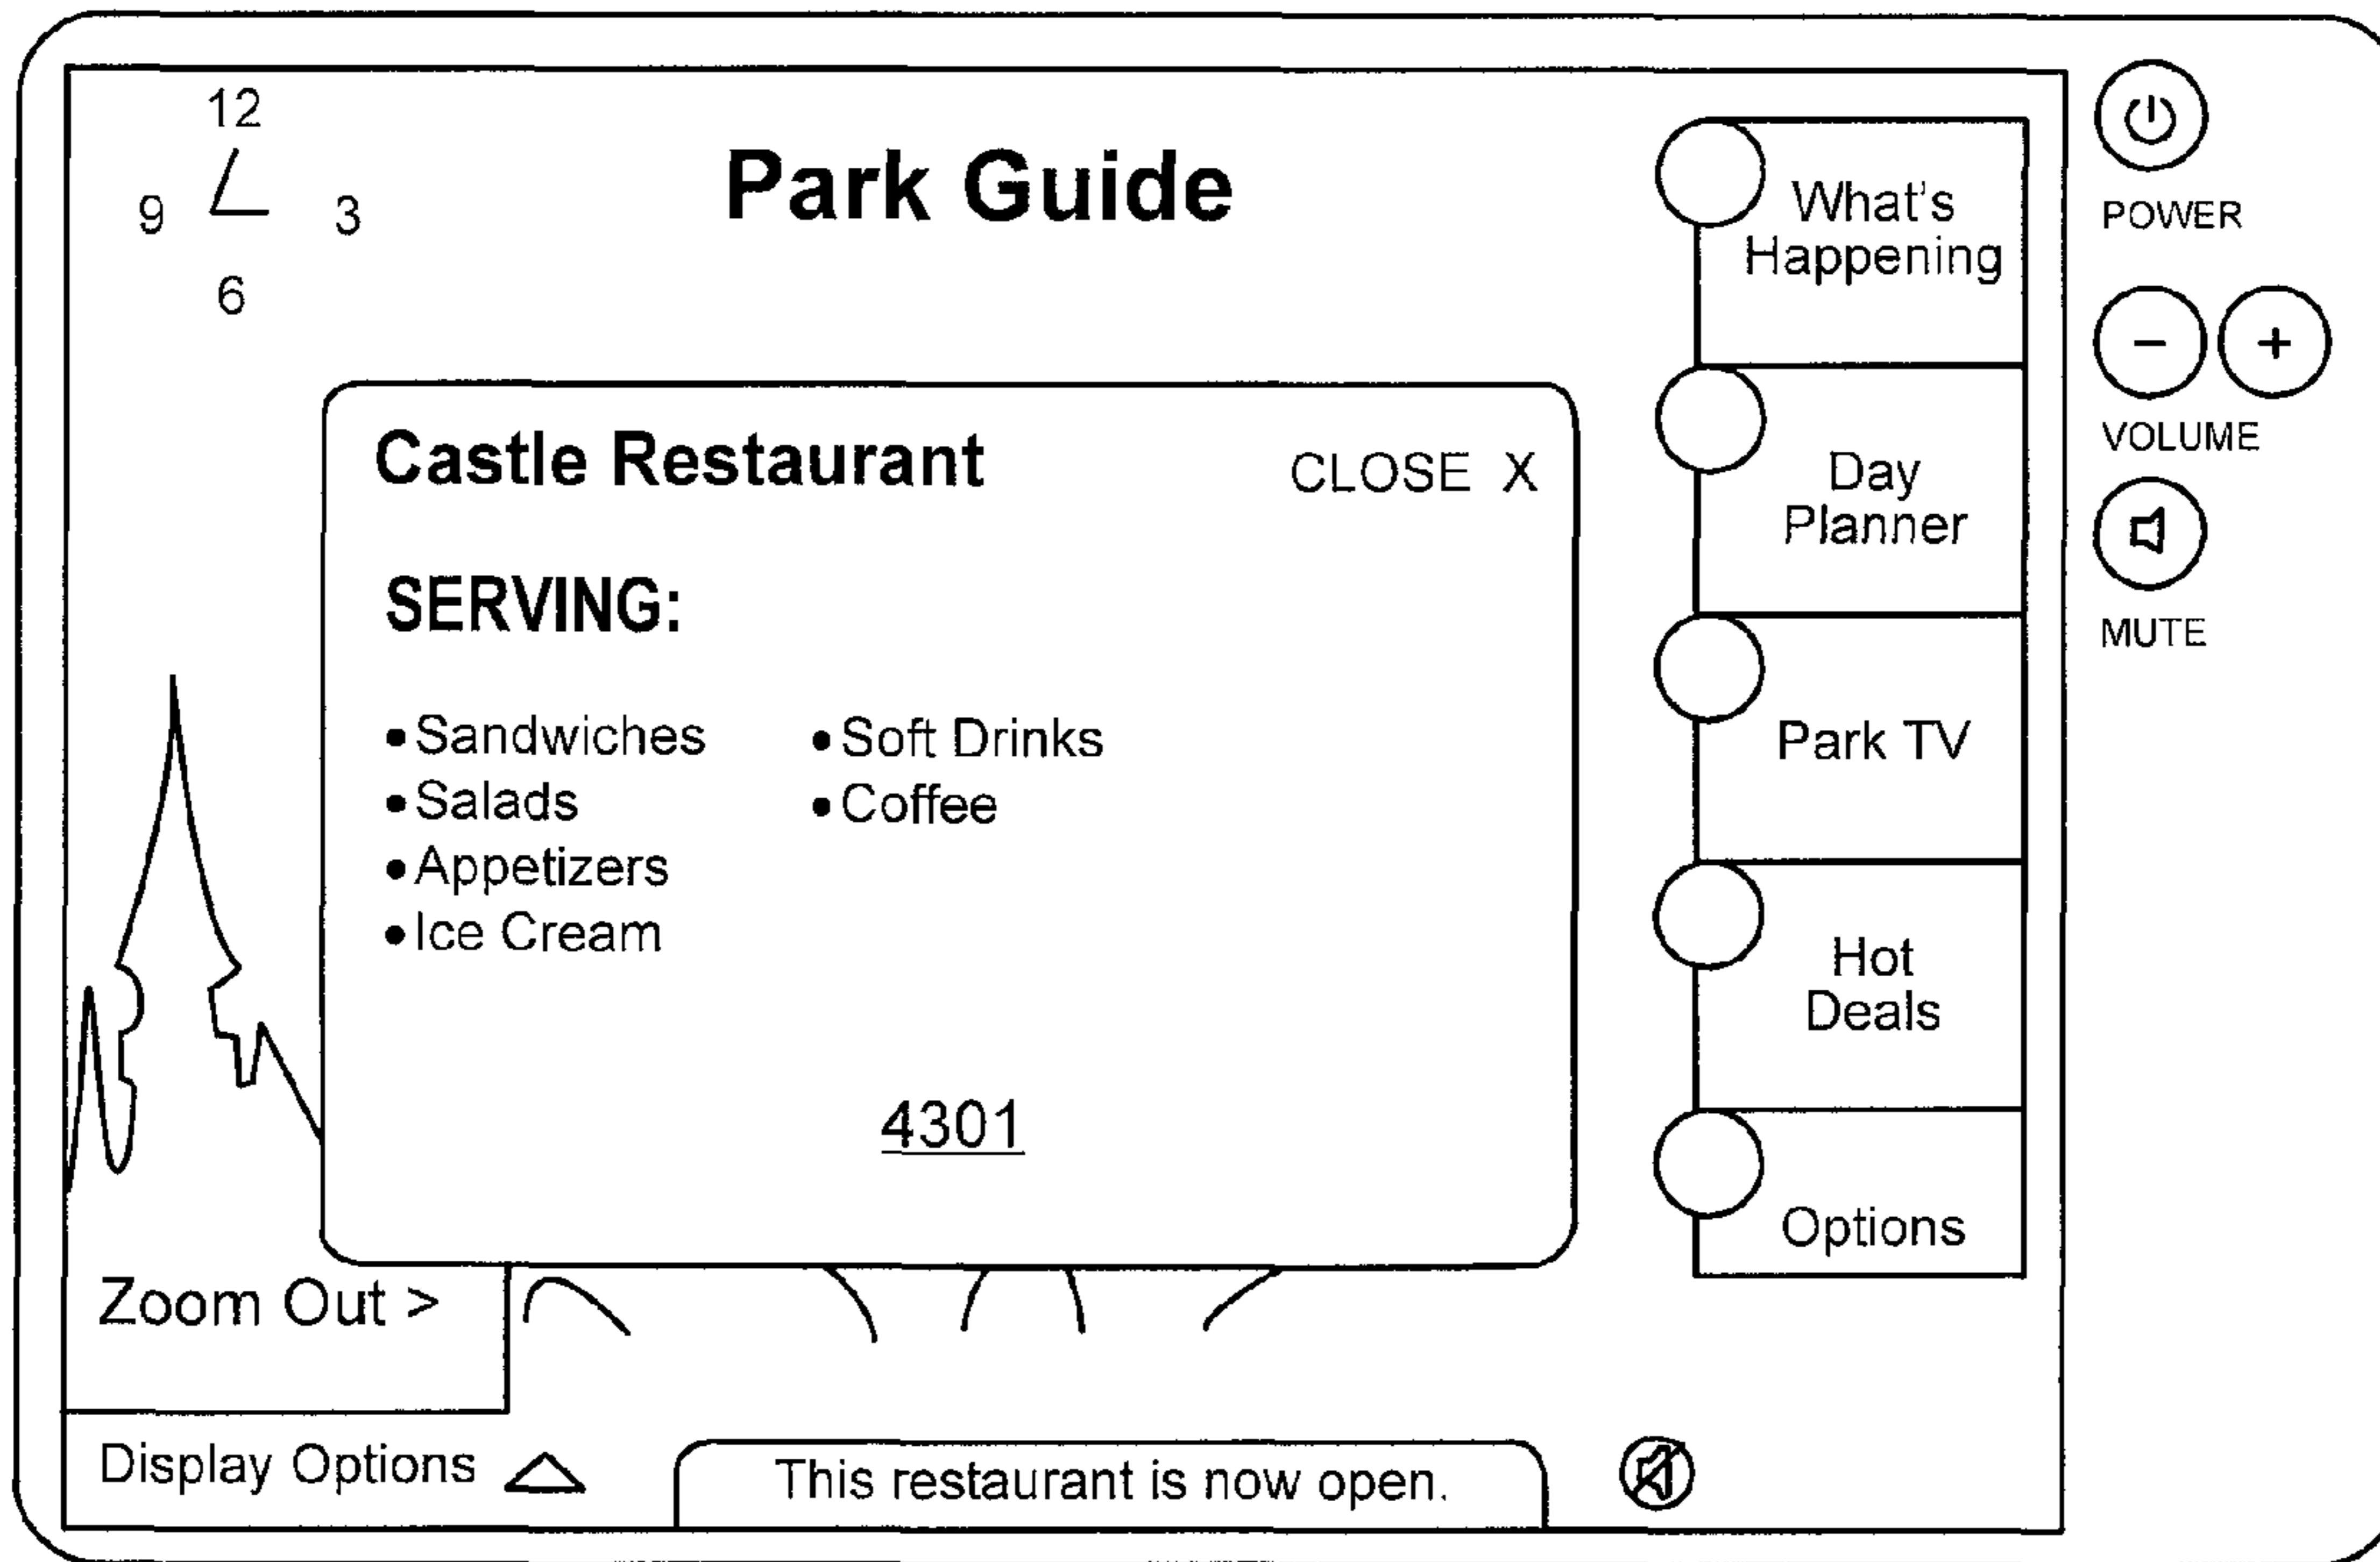 12
9 3
6
Park Guide
Castle Restaurant CLOSE X
SERVING:
• Sandwiches
• Salads
• Appetizers
• Ice Cream
• Soft Drinks
• Coffee
4301
Zoom Out >
Display Options
This restaurant is now open.
What's
Happening
Day
Planner
Park TV
Hot
Deals
Options
POWER
- +
VOLUME
MUTE